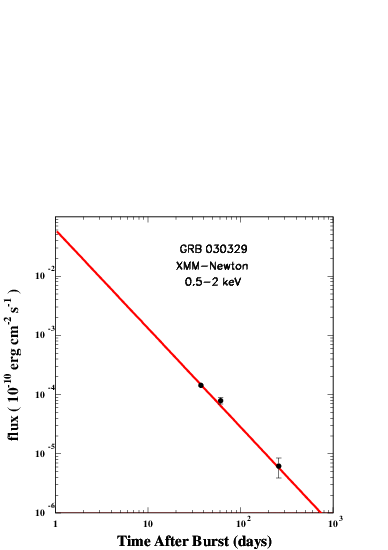 GRB 030329
XMM-Newton
0.5-2 keV
flux ( 10^-10 erg cm^-2 s^-1 )
10^-2
10^-3
10^-4
10^-5
10^-6
1
10
10^2
10^3
Time After Burst (days)